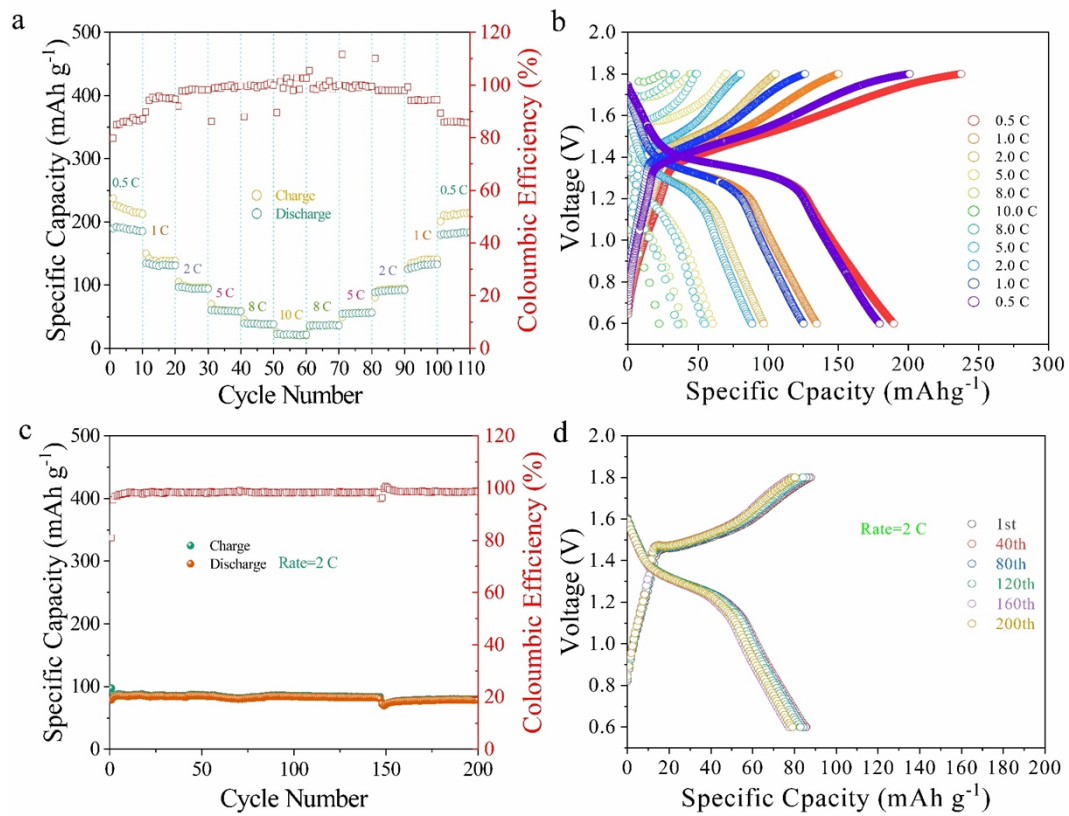 a
500
400
300
250
200
150
100
50
0
Specific Capacity (mAh g-1)
0 10 20 30 40 50 60 70 80 90 100 110
Cycle Number
120
100
80
60
40
20
0
Coloumbic Efficiency (%)
0.5 C
1 C
2 C
5 C
8 C
10 C
8 C
5 C
2 C
1 C
0.5 C
Charge
Discharge
b
2.0
1.8
1.6
1.4
1.2
1.0
0.8
0.6
Voltage (V)
0 50 100 150 200 250 300
Specific Cpacity (mAhg-1)
0.5 C
1.0 C
2.0 C
5.0 C
8.0 C
10.0 C
8.0 C
5.0 C
2.0 C
1.0 C
0.5 C
c
500
400
300
200
100
0
Specific Capacity (mAh g-1)
0 50 100 150 200
Cycle Number
120
100
80
60
40
20
0
Coloumbic Efficiency (%)
Charge
Discharge Rate=2 C
d
2.0
1.8
1.6
1.4
1.2
1.0
0.8
0.6
Voltage (V)
0 20 40 60 80 100 120 140 160 180 200
Specific Cpacity (mAh g-1)
Rate=2 C
1st
40th
80th
120th
160th
200th